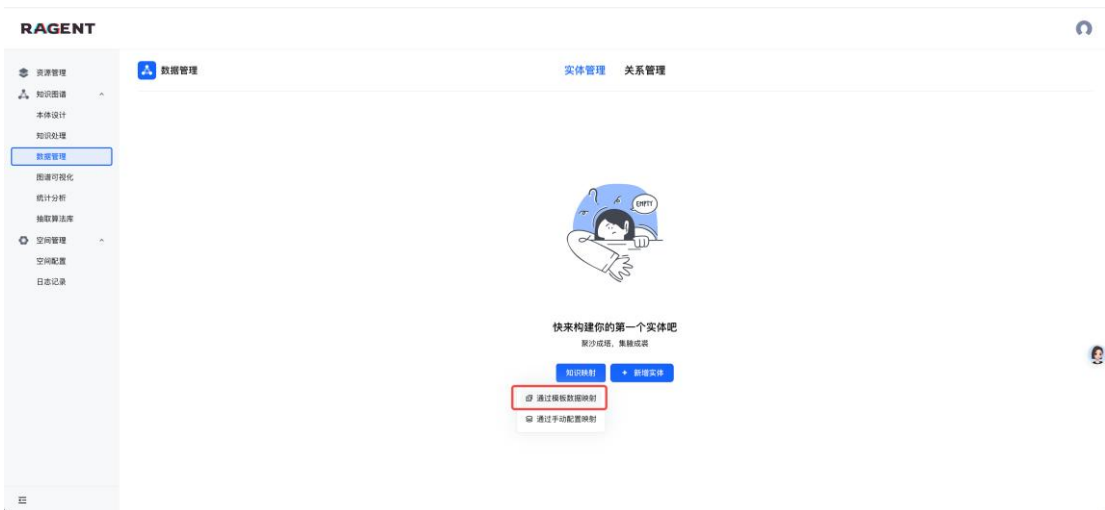 RAGENT
资源管理
知识图谱
本体设计
知识处理
数据管理
图谱可视化
统计分析
抽取算法库
空间管理
空间配置
日志记录
数据管理
实体管理 关系管理
EMPTY
快来构建你的第一个实体吧
聚沙成塔，集腋成裘
知识映射
+ 新增实体
通过模板数据映射
通过手动配置映射